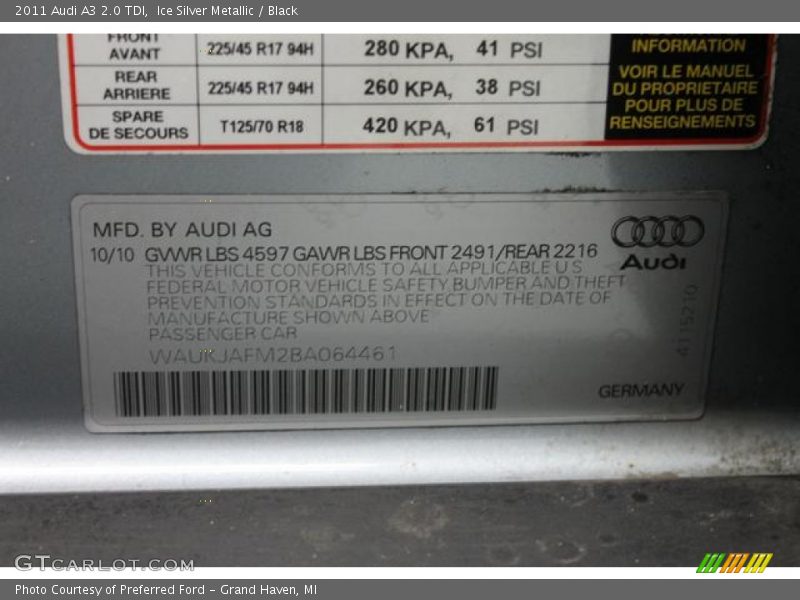 2011 Audi A3 2.0 TDI, Ice Silver Metallic / Black
FRONT
AVANT 225/45 R17 94H 280 KPA, 41 PSI
REAR
ARRIERE 225/45 R17 94H 260 KPA, 38 PSI
SPARE
DE SECOURS T125/70 R18 420 KPA, 61 PSI
INFORMATION
VOIR LE MANUEL
DU PROPRIETAIRE
POUR PLUS DE
RENSEIGNEMENTS
MFD. BY AUDI AG
10/10 GVWR LBS 4597 GAWR LBS FRONT 2491/REAR 2216
THIS VEHICLE CONFORMS TO ALL APPLICABLE U S
FEDERAL MOTOR VEHICLE SAFETY BUMPER AND THEFT
PREVENTION STANDARDS IN EFFECT ON THE DATE OF
MANUFACTURE SHOWN ABOVE
PASSENGER CAR
WAUKJAFM2BA064461
Audi
4115210
GERMANY
GTCARLOT.COM
Photo Courtesy of Preferred Ford - Grand Haven, MI